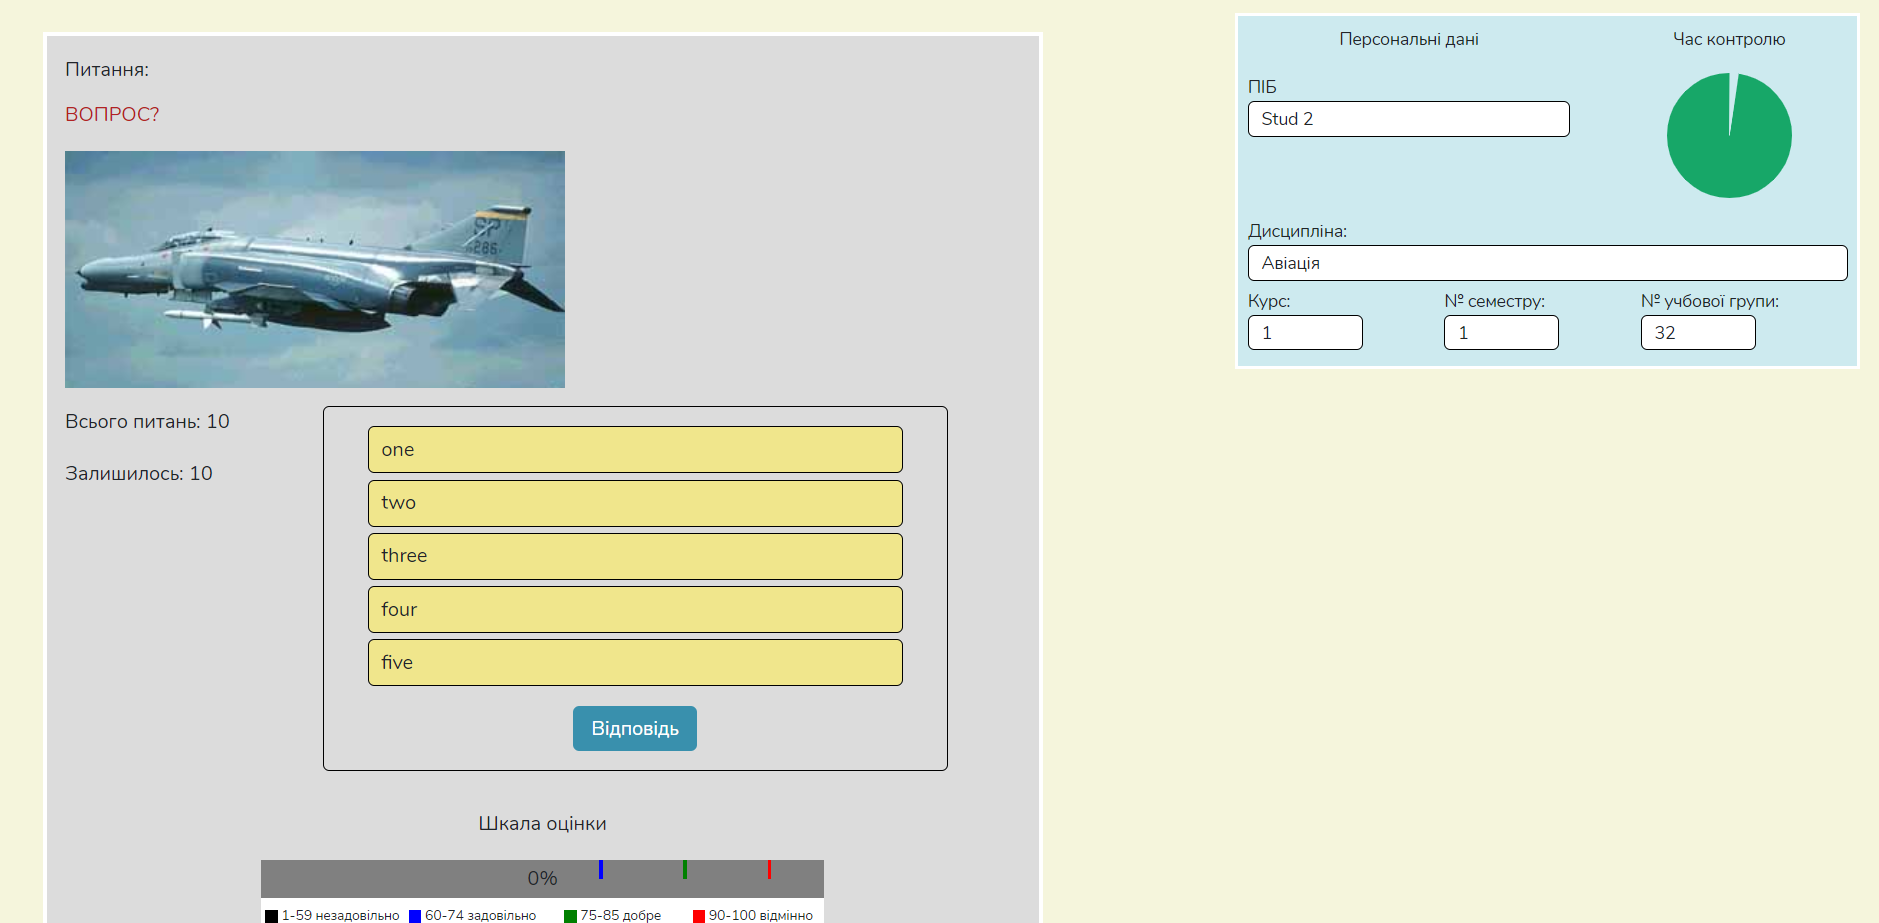 Питання:
ВОПРОС?
SP
Всього питань: 10
Залишилось: 10
one
two
three
four
five
Відповідь
Шкала оцінки
0%
1-59 незадовільно 60-74 задовільно 75-85 добре 90-100 відмінно
Персональні дані
Час контролю
ПІБ
Stud 2
Дисципліна:
Авіація
Курс: № семестру: № учбової групи:
1 1 32